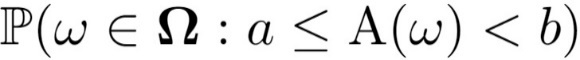 ℙ(ω ∈ 𝛀 : a ≤ A(ω) < b)